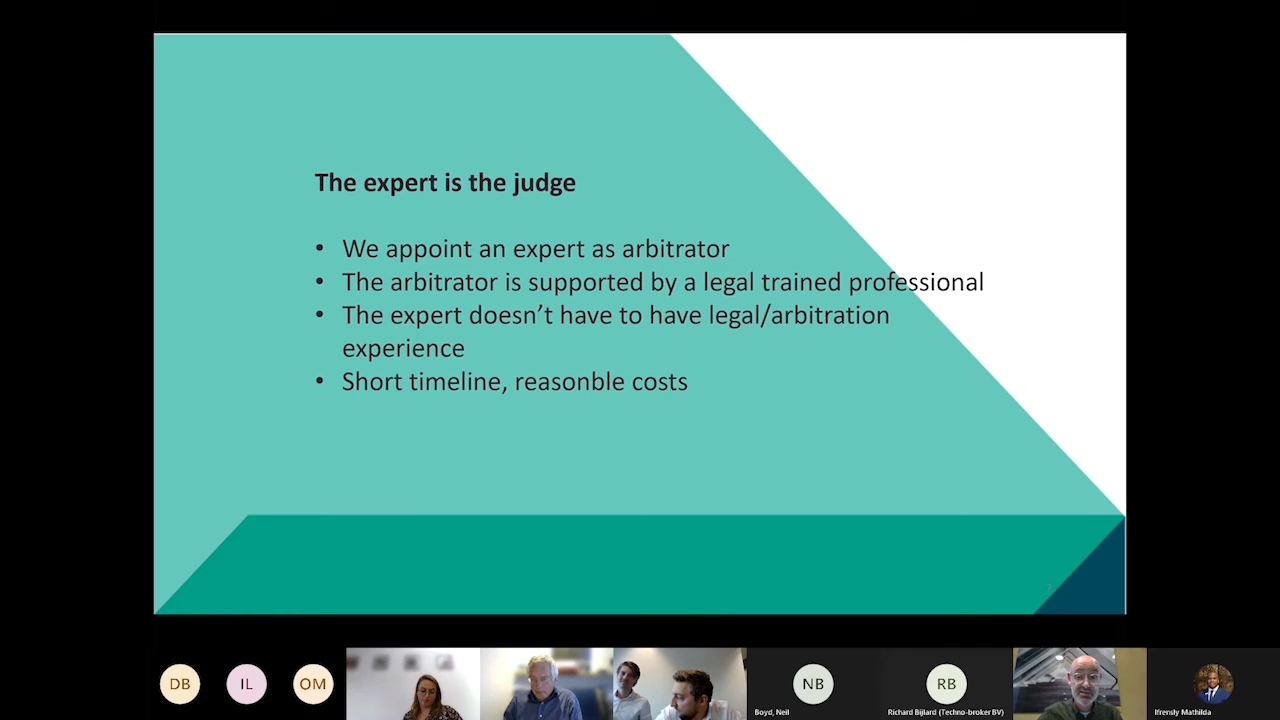 The expert is the judge
• We appoint an expert as arbitrator
• The arbitrator is supported by a legal trained professional
• The expert doesn’t have to have legal/arbitration
experience
• Short timeline, reasonble costs
7
DB
IL
OM
NB
Boyd, Neil
RB
Richard Bijlard (Techno-broker BV)
Ifrensly Mathilda